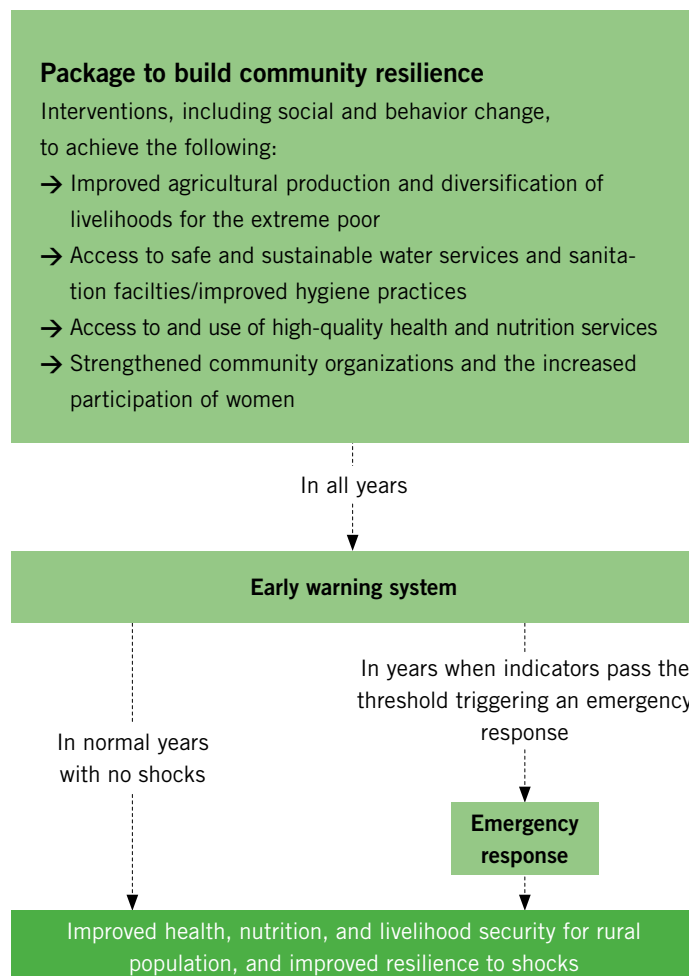 Package to build community resilience
Interventions, including social and behavior change,
to achieve the following:
→ Improved agricultural production and diversification of
livelihoods for the extreme poor
→ Access to safe and sustainable water services and sanita-
tion facilties/improved hygiene practices
→ Access to and use of high-quality health and nutrition services
→ Strengthened community organizations and the increased
participation of women
In all years
Early warning system
In years when indicators pass the
threshold triggering an emergency
response
In normal years
with no shocks
Emergency
response
Improved health, nutrition, and livelihood security for rural
population, and improved resilience to shocks